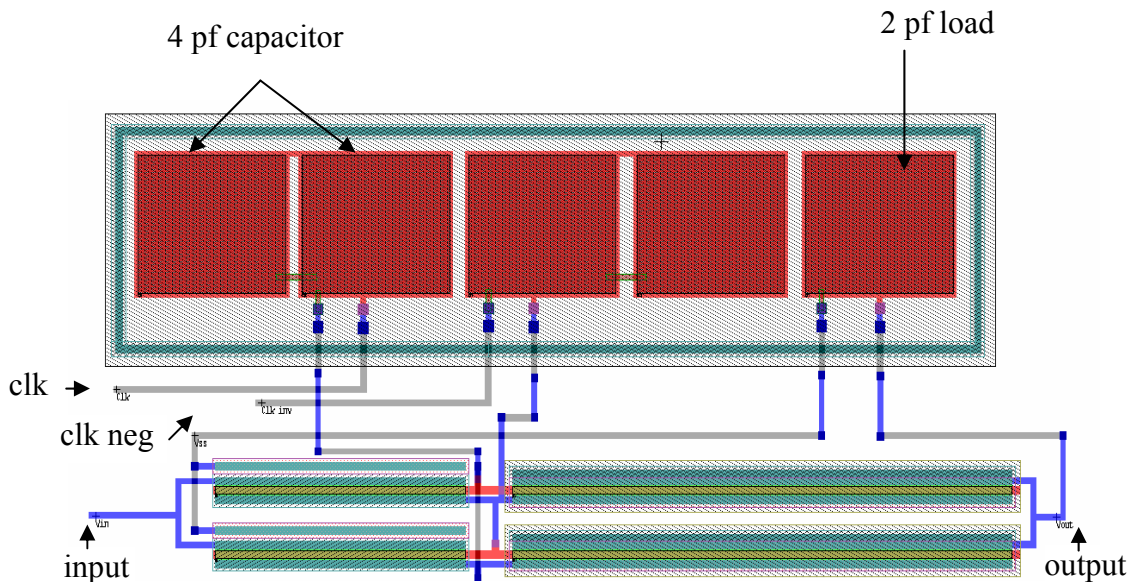 4 pf capacitor
2 pf load
clk
Clk
Clk inv
clk neg
Vss
Vin
Vout
input
output